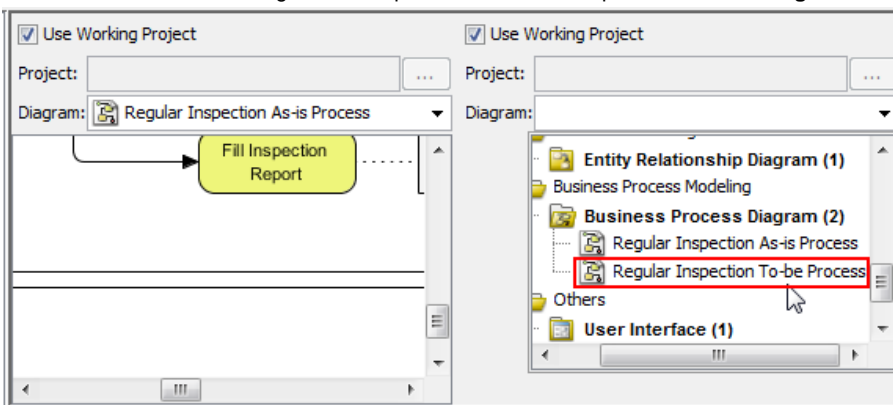 Use Working Project
Project:
...
Diagram: Regular Inspection As-is Process
Fill Inspection
Report
Use Working Project
Project:
...
Diagram:
Entity Relationship Diagram (1)
Business Process Modeling
Business Process Diagram (2)
Regular Inspection As-is Process
Regular Inspection To-be Process
Others
User Interface (1)